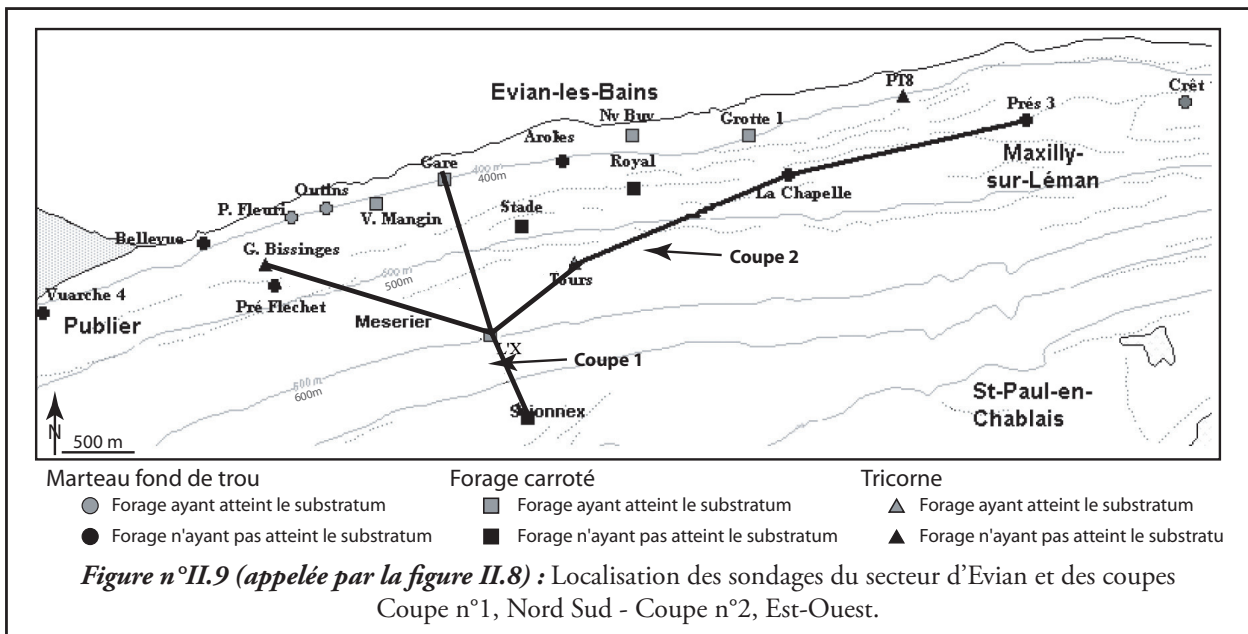 Evian-les-Bains
PT8
Crêt
Nv Buv
Grotte 1
Prés 3
Aroles
Gare
400 m
400m
Royal
Maxilly-
sur-Léman
La Chapelle
Outins
P. Fleuri
V. Mangin
Stade
Bellevue
G. Bissinges
Coupe 2
500 m
500m
Tours
Vuarche 4
Pré Flechet
Publier
Meserier
Coupe 1
600 m
600m
St-Paul-en-
Chablais
N
500 m
Marteau fond de trou
Forage carroté
Tricorne
Forage ayant atteint le substratum
Forage ayant atteint le substratum
Forage ayant atteint le substratum
Forage n'ayant pas atteint le substratum
Forage n'ayant pas atteint le substratum
Forage n'ayant pas atteint le substratu
Figure n°II.9 (appelée par la figure II.8) : Localisation des sondages du secteur d'Evian et des coupes
Coupe n°1, Nord Sud - Coupe n°2, Est-Ouest.